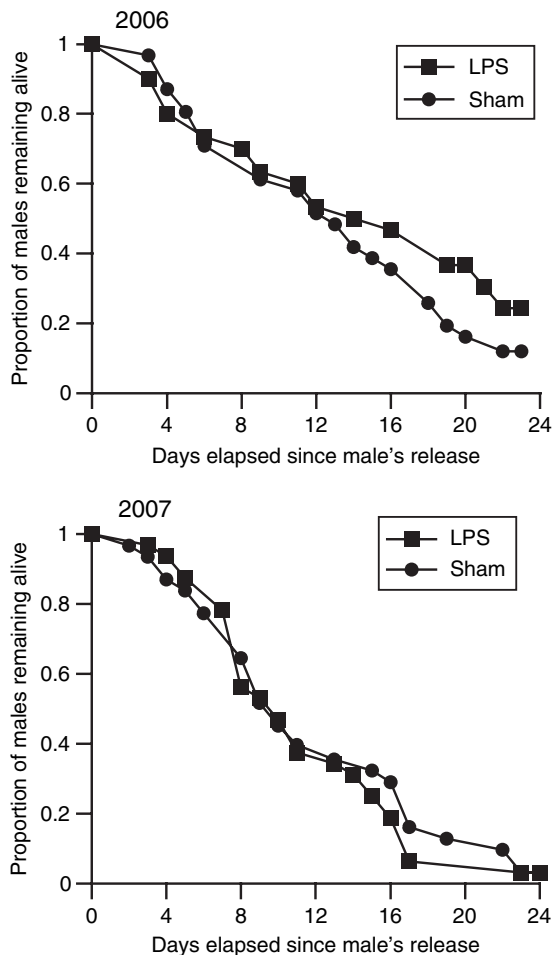 2006
LPS
Sham
Proportion of males remaining alive
1
0.8
0.6
0.4
0.2
0
0 4 8 12 16 20 24
Days elapsed since male’s release
2007
LPS
Sham
Proportion of males remaining alive
1
0.8
0.6
0.4
0.2
0
0 4 8 12 16 20 24
Days elapsed since male’s release